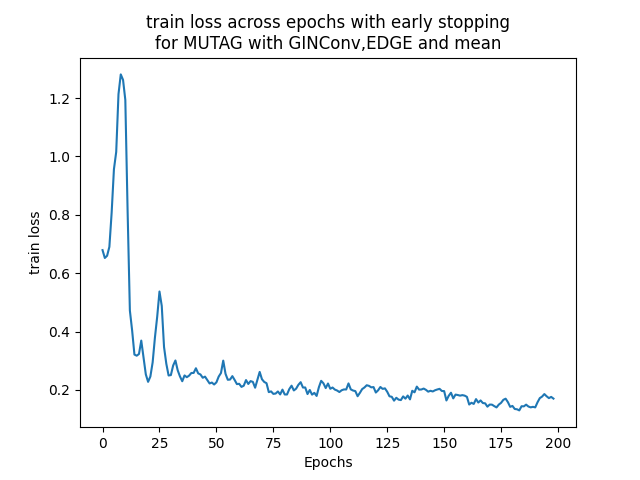 train loss across epochs with early stopping
for MUTAG with GINConv,EDGE and mean
1.2
1.0
0.8
0.6
0.4
0.2
train loss
0 25 50 75 100 125 150 175 200
Epochs